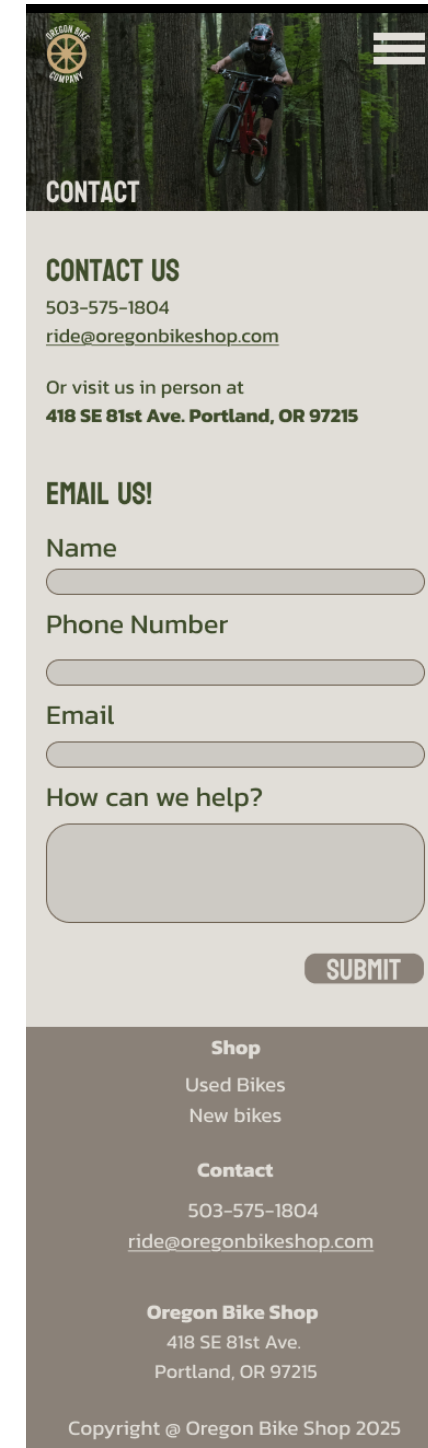 OREGON BIKE
COMPANY
CONTACT
CONTACT US
503-575-1804
ride@oregonbikeshop.com
Or visit us in person at
418 SE 81st Ave. Portland, OR 97215
EMAIL US!
Name
Phone Number
Email
How can we help?
SUBMIT
Shop
Used Bikes
New bikes
Contact
503-575-1804
ride@oregonbikeshop.com
Oregon Bike Shop
418 SE 81st Ave.
Portland, OR 97215
Copyright @ Oregon Bike Shop 2025